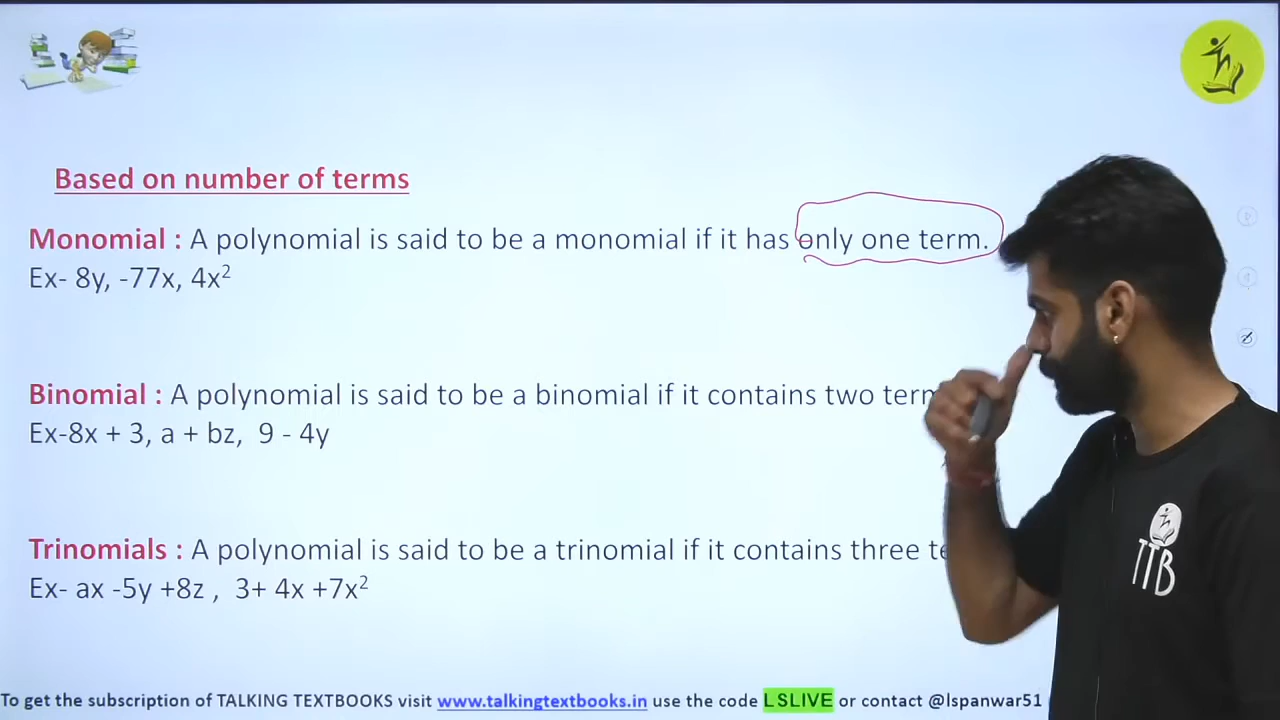 Based on number of terms
Monomial : A polynomial is said to be a monomial if it has only one term.
Ex- 8y, -77x, 4x²
Binomial : A polynomial is said to be a binomial if it contains two
Ex-8x + 3, a + bz, 9 - 4y
Trinomials : A polynomial is said to be a trinomial if it contains three
Ex- ax -5y +8z , 3+ 4x +7x²
TTB
To get the subscription of TALKING TEXTBOOKS visit www.talkingtextbooks.in use the code LSLIVE or contact @lspanwar51